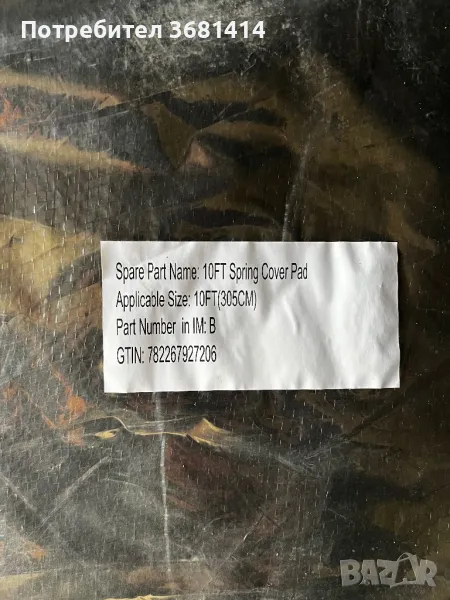 Потребител 3681414
Spare Part Name: 10FT Spring Cover Pad
Applicable Size: 10FT(305CM)
Part Number in IM: B
GTIN: 782267927206
BAZAR